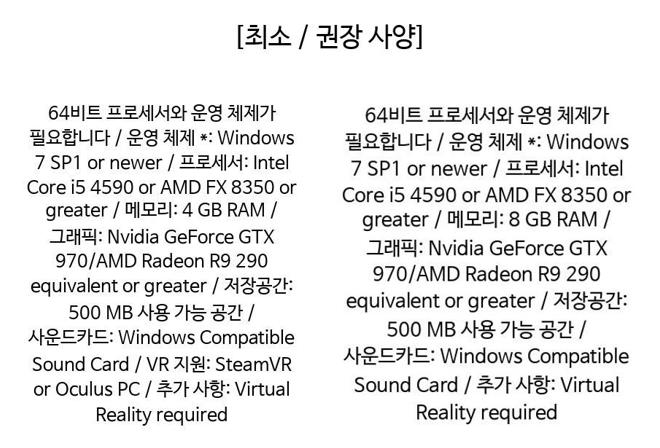 [최소 / 권장 사양]
64비트 프로세서와 운영 체제가
필요합니다 / 운영 체제 *: Windows
7 SP1 or newer / 프로세서: Intel
Core i5 4590 or AMD FX 8350 or
greater / 메모리: 4 GB RAM /
그래픽: Nvidia GeForce GTX
970/AMD Radeon R9 290
equivalent or greater / 저장공간:
500 MB 사용 가능 공간 /
사운드카드: Windows Compatible
Sound Card / VR 지원: SteamVR
or Oculus PC / 추가 사항: Virtual
Reality required
64비트 프로세서와 운영 체제가
필요합니다 / 운영 체제 *: Windows
7 SP1 or newer / 프로세서: Intel
Core i5 4590 or AMD FX 8350 or
greater / 메모리: 8 GB RAM /
그래픽: Nvidia GeForce GTX
970/AMD Radeon R9 290
equivalent or greater / 저장공간:
500 MB 사용 가능 공간 /
사운드카드: Windows Compatible
Sound Card / 추가 사항: Virtual
Reality required